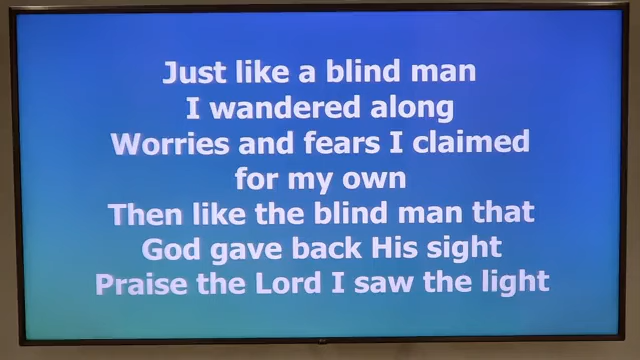 Just like a blind man
I wandered along
Worries and fears I claimed
for my own
Then like the blind man that
God gave back His sight
Praise the Lord I saw the light